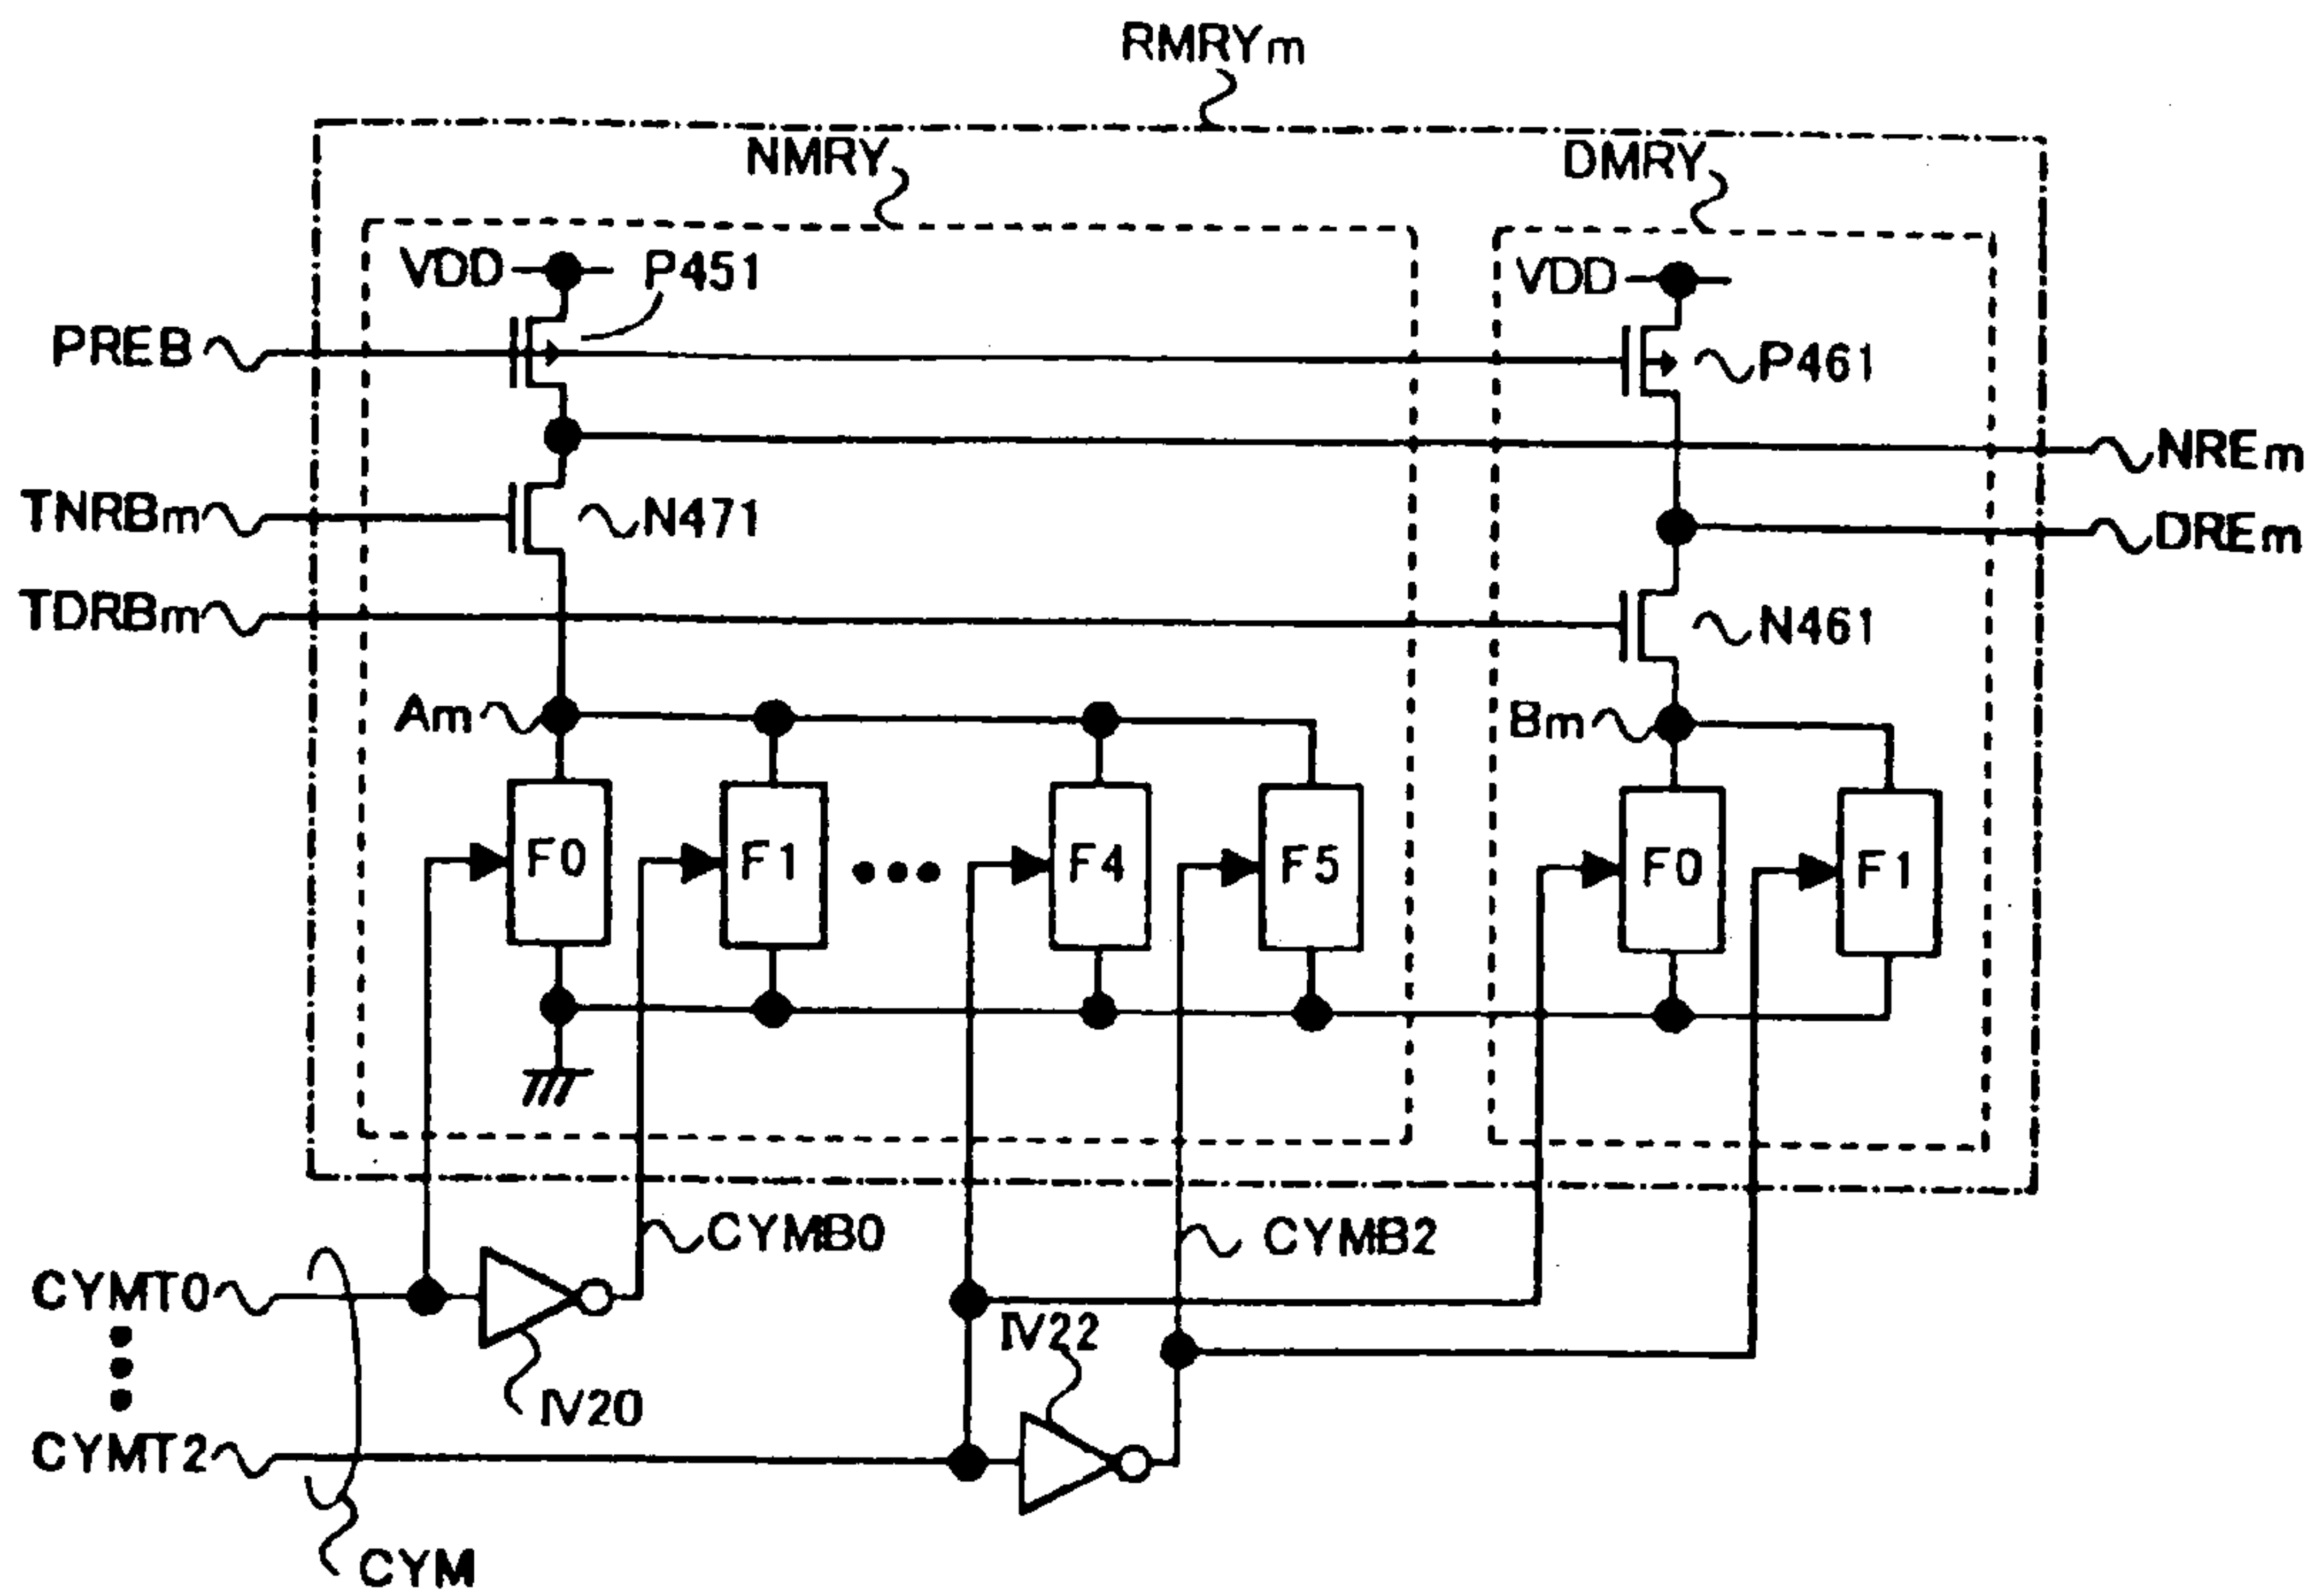 RMRYm
NMRY
DMRY
VDD
P451
VDD
PREB
P461
NREm
TNRBm
N471
DREm
TDRBm
N461
Am
Bm
F0
F1
F4
F5
F0
F1
CYMB0
CYMB2
CYMT0
IV22
IV20
CYMT2
CYM